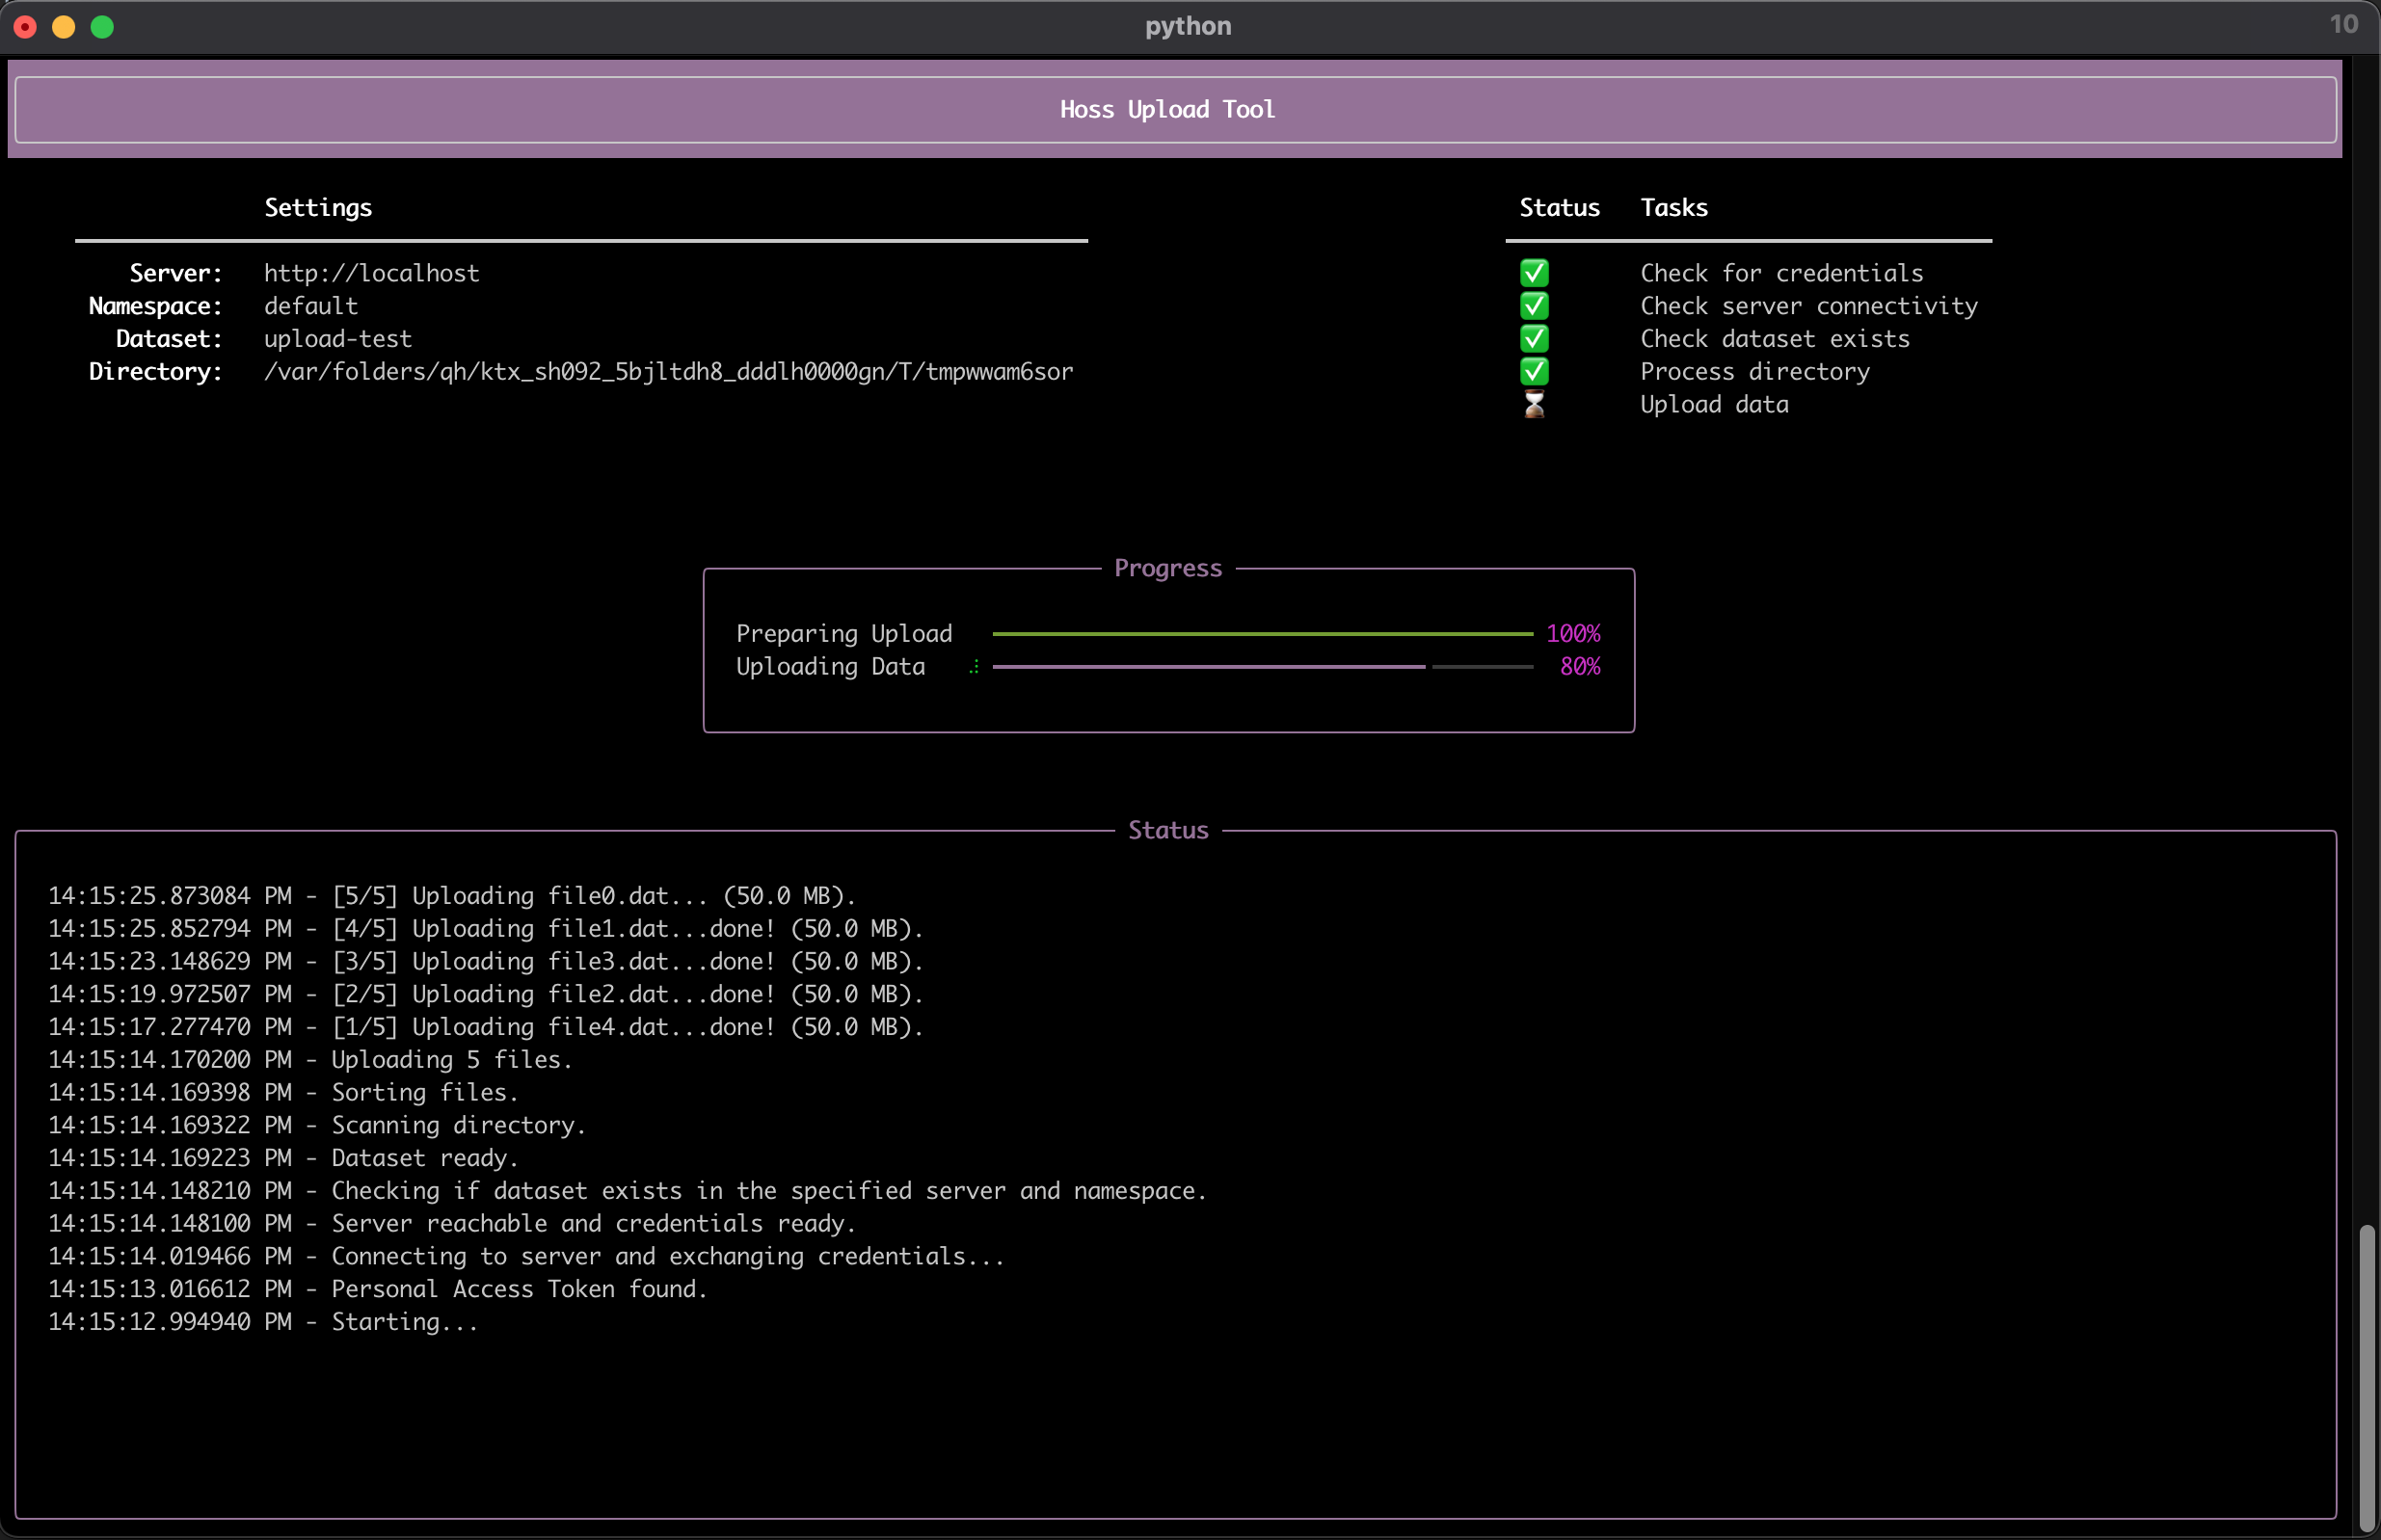 python
10
Hoss Upload Tool
Settings
Server: http://localhost
Namespace: default
Dataset: upload-test
Directory: /var/folders/qh/ktx_sh092_5bjltdh8_dddlh0000gn/T/tmpwwam6sor
Status Tasks
Check for credentials
Check server connectivity
Check dataset exists
Process directory
Upload data
Progress
Preparing Upload 100%
Uploading Data 80%
Status
14:15:25.873084 PM - [5/5] Uploading file0.dat... (50.0 MB).
14:15:25.852794 PM - [4/5] Uploading file1.dat...done! (50.0 MB).
14:15:23.148629 PM - [3/5] Uploading file3.dat...done! (50.0 MB).
14:15:19.972507 PM - [2/5] Uploading file2.dat...done! (50.0 MB).
14:15:17.277470 PM - [1/5] Uploading file4.dat...done! (50.0 MB).
14:15:14.170200 PM - Uploading 5 files.
14:15:14.169398 PM - Sorting files.
14:15:14.169322 PM - Scanning directory.
14:15:14.169223 PM - Dataset ready.
14:15:14.148210 PM - Checking if dataset exists in the specified server and namespace.
14:15:14.148100 PM - Server reachable and credentials ready.
14:15:14.019466 PM - Connecting to server and exchanging credentials...
14:15:13.016612 PM - Personal Access Token found.
14:15:12.994940 PM - Starting...